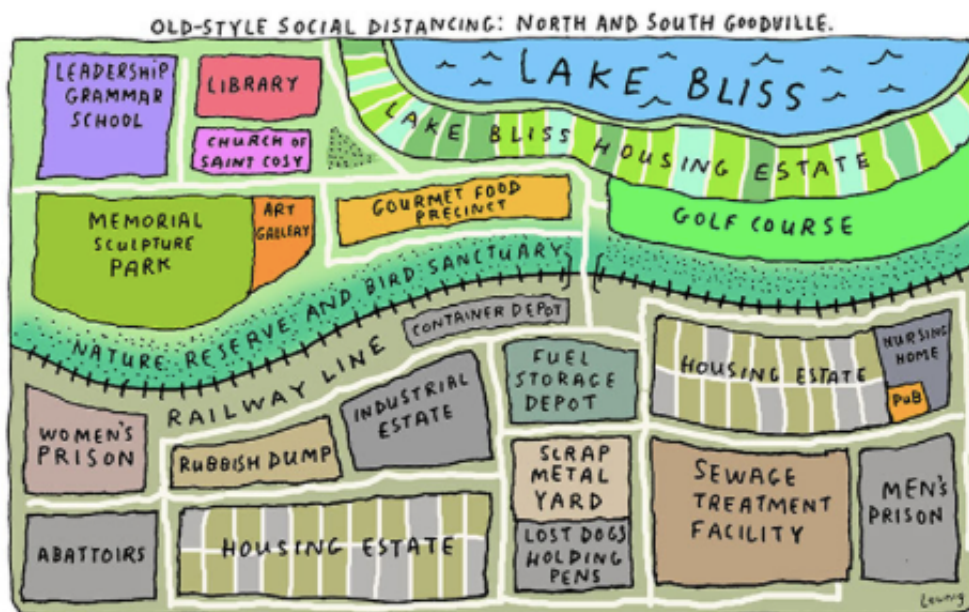 OLD-STYLE SOCIAL DISTANCING: NORTH AND SOUTH GOODVILLE.
LEADERSHIP
GRAMMAR
SCHOOL
LIBRARY
CHURCH OF
SAINT COSY
LAKE BLISS
LAKE BLISS HOUSING ESTATE
GOLF COURSE
MEMORIAL
SCULPTURE
PARK
ART
GALLERY
GOURMET FOOD
PRECINCT
NATURE RESERVE AND BIRD SANCTUARY
RAILWAY LINE
CONTAINER DEPOT
WOMEN'S
PRISON
RUBBISH DUMP
INDUSTRIAL
ESTATE
FUEL
STORAGE
DEPOT
HOUSING ESTATE
NURSING
HOME
PUB
ABATTOIRS
HOUSING ESTATE
SCRAP
METAL
YARD
LOST DOGS
HOLDING
PENS
SEWAGE
TREATMENT
FACILITY
MEN'S
PRISON
Leunig